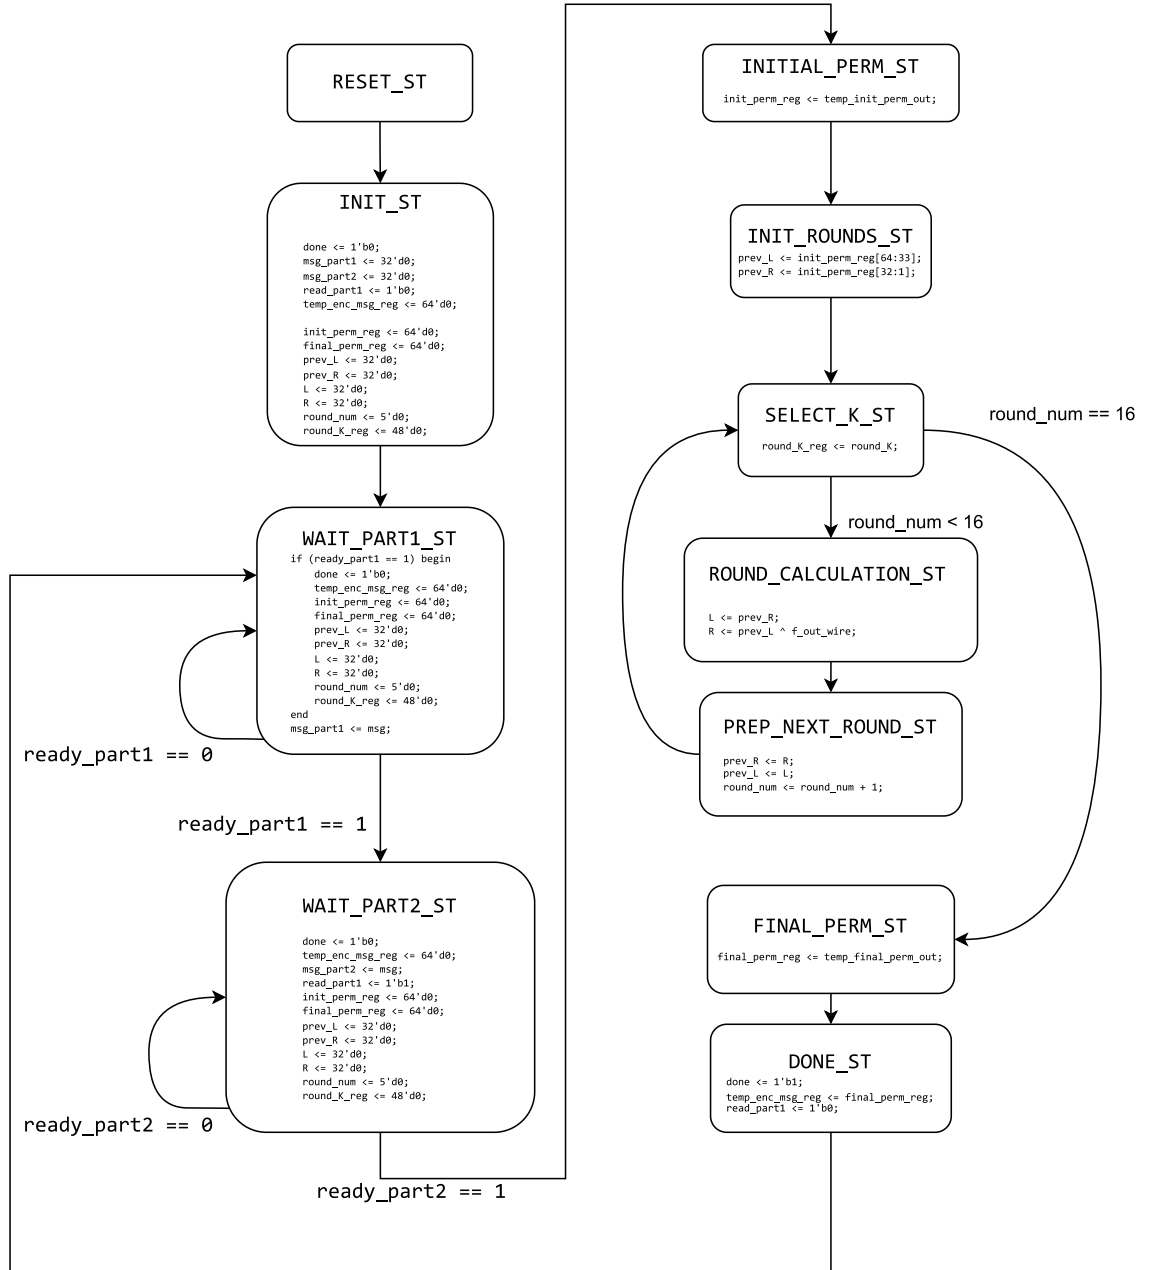 RESET_ST
INIT_ST
done <= 1'b0;
msg_part1 <= 32'd0;
msg_part2 <= 32'd0;
read_part1 <= 1'b0;
temp_enc_msg_reg <= 64'd0;
init_perm_reg <= 64'd0;
final_perm_reg <= 64'd0;
prev_L <= 32'd0;
prev_R <= 32'd0;
L <= 32'd0;
R <= 32'd0;
round_num <= 5'd0;
round_K_reg <= 48'd0;
WAIT_PART1_ST
if (ready_part1 == 1) begin
done <= 1'b0;
temp_enc_msg_reg <= 64'd0;
init_perm_reg <= 64'd0;
final_perm_reg <= 64'd0;
prev_L <= 32'd0;
prev_R <= 32'd0;
L <= 32'd0;
R <= 32'd0;
round_num <= 5'd0;
round_K_reg <= 48'd0;
end
msg_part1 <= msg;
ready_part1 == 0
ready_part1 == 1
WAIT_PART2_ST
done <= 1'b0;
temp_enc_msg_reg <= 64'd0;
msg_part2 <= msg;
read_part1 <= 1'b1;
init_perm_reg <= 64'd0;
final_perm_reg <= 64'd0;
prev_L <= 32'd0;
prev_R <= 32'd0;
L <= 32'd0;
R <= 32'd0;
round_num <= 5'd0;
round_K_reg <= 48'd0;
ready_part2 == 0
ready_part2 == 1
INITIAL_PERM_ST
init_perm_reg <= temp_init_perm_out;
INIT_ROUNDS_ST
prev_L <= init_perm_reg[64:33];
prev_R <= init_perm_reg[32:1];
SELECT_K_ST
round_K_reg <= round_K;
round_num == 16
round_num < 16
ROUND_CALCULATION_ST
L <= prev_R;
R <= prev_L ^ f_out_wire;
PREP_NEXT_ROUND_ST
prev_R <= R;
prev_L <= L;
round_num <= round_num + 1;
FINAL_PERM_ST
final_perm_reg <= temp_final_perm_out;
DONE_ST
done <= 1'b1;
temp_enc_msg_reg <= final_perm_reg;
read_part1 <= 1'b0;